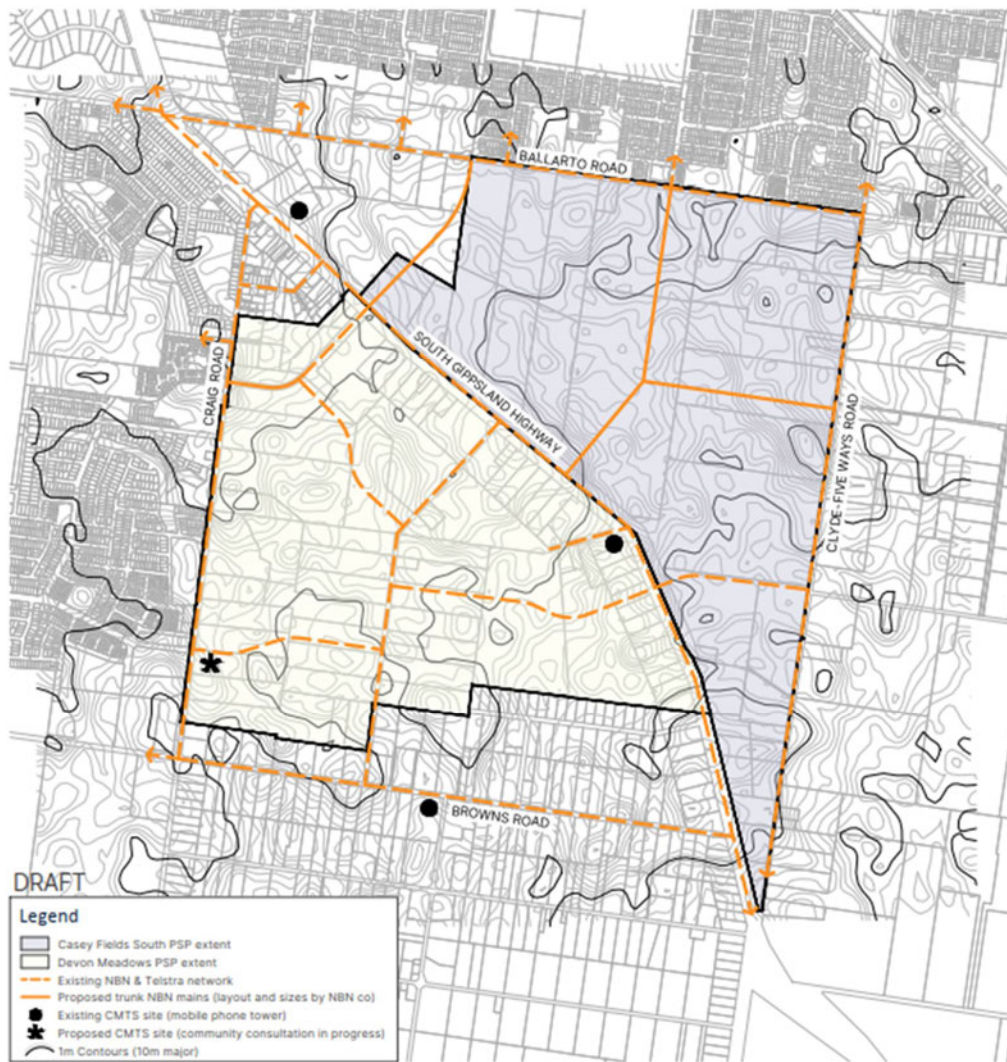 BALLARTO ROAD
CRAIG ROAD
SOUTH GIPPSLAND HIGHWAY
CLYDE-FIVE WAYS ROAD
BROWNS ROAD
DRAFT
Legend
Casey Fields South PSP extent
Devon Meadows PSP extent
Existing NBN & Telstra network
Proposed trunk NBN mains (layout and sizes by NBN co)
Existing CMTS site (mobile phone tower)
Proposed CMTS site (community consultation in progress)
1m Contours (10m major)